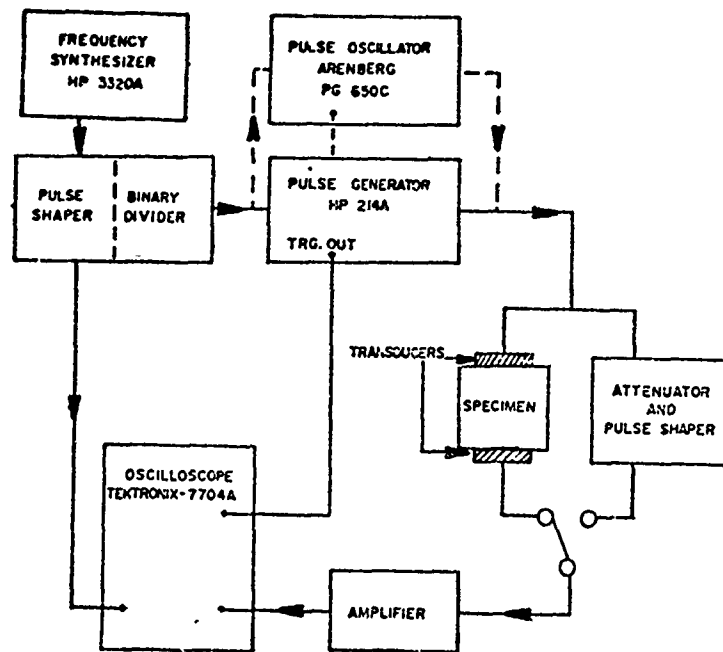 FREQUENCY
SYNTHESIZER
HP 3320A
PULSE OSCILLATOR
ARENBERG
PG 650C
PULSE
SHAPER
BINARY
DIVIDER
PULSE GENERATOR
HP 214A
TRG. OUT
TRANSDUCERS
SPECIMEN
ATTENUATOR
AND
PULSE SHAPER
OSCILLOSCOPE
TEKTRONIX-7704A
AMPLIFIER